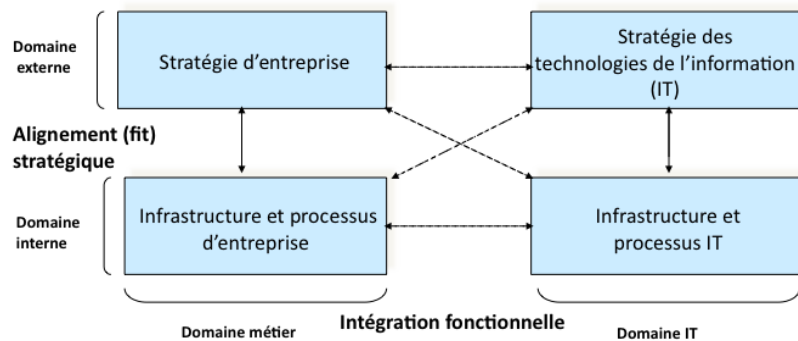 Domaine
externe
Stratégie d’entreprise
Stratégie des
technologies de l’information
(IT)
Alignement (fit)
stratégique
Domaine
interne
Infrastructure et processus
d’entreprise
Infrastructure et
processus IT
Domaine métier
Intégration fonctionnelle
Domaine IT